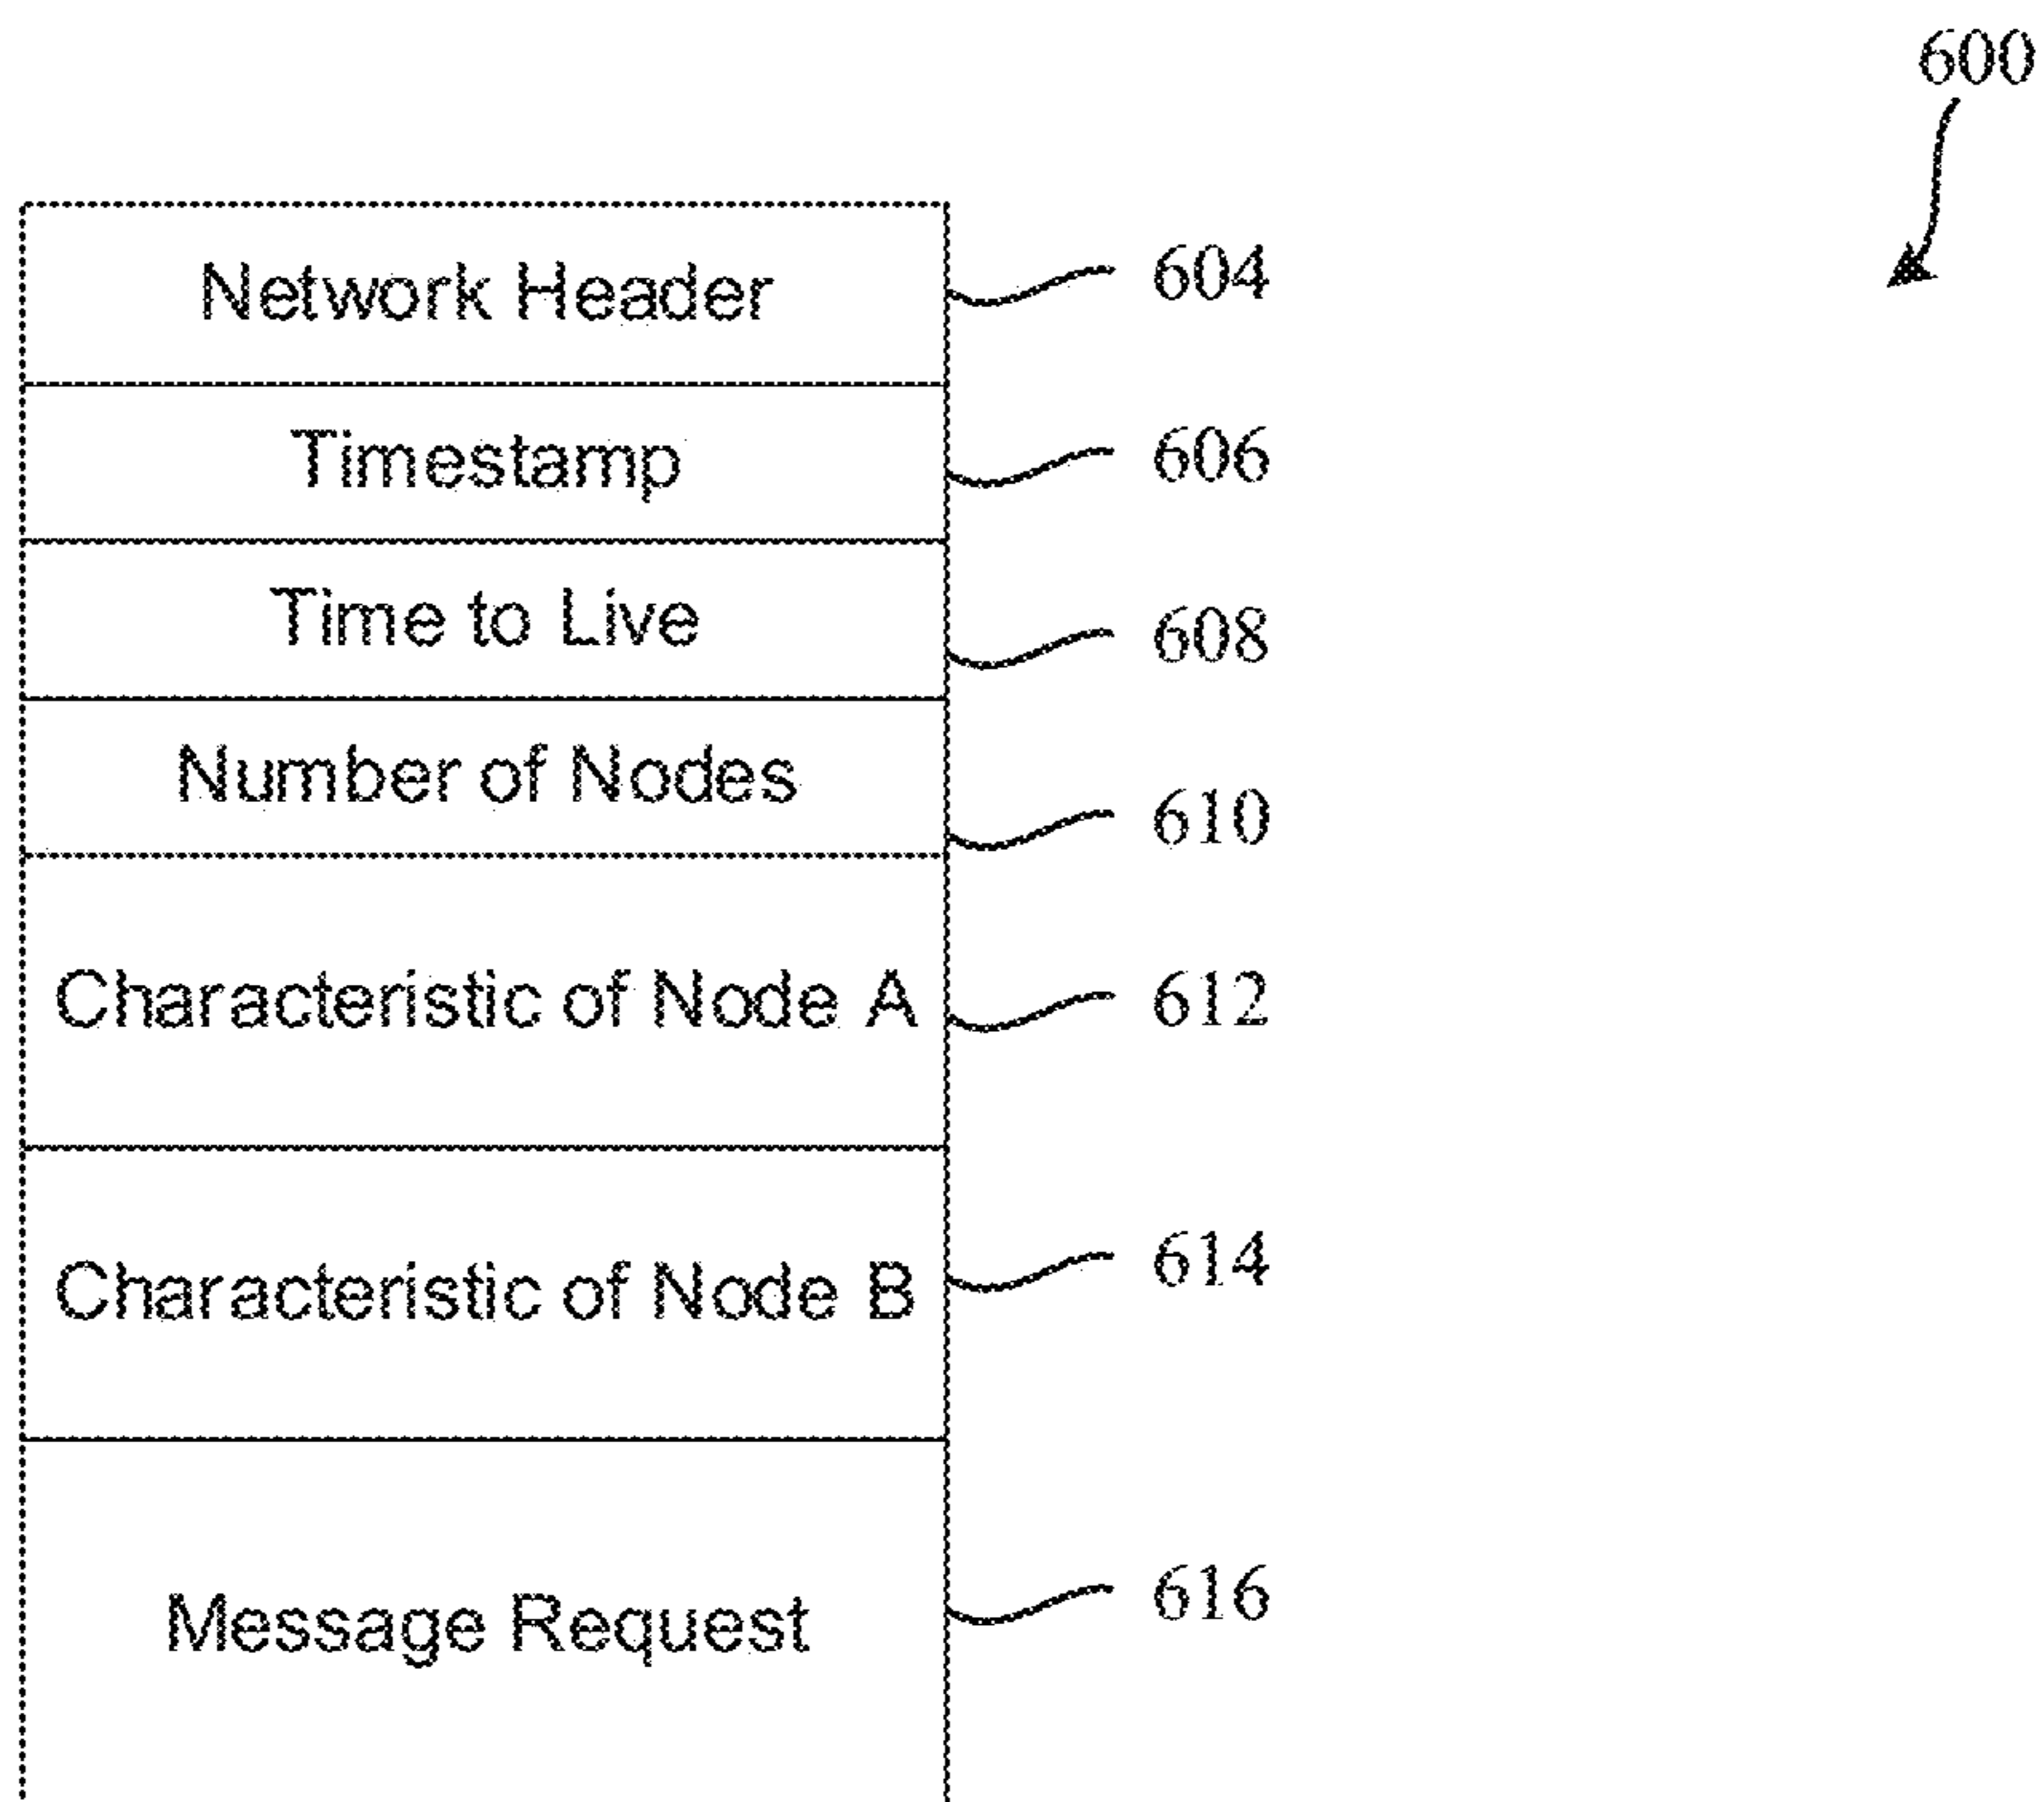 600
Network Header 604
Timestamp 606
Time to Live 608
Number of Nodes 610
Characteristic of Node A 612
Characteristic of Node B 614
Message Request 616